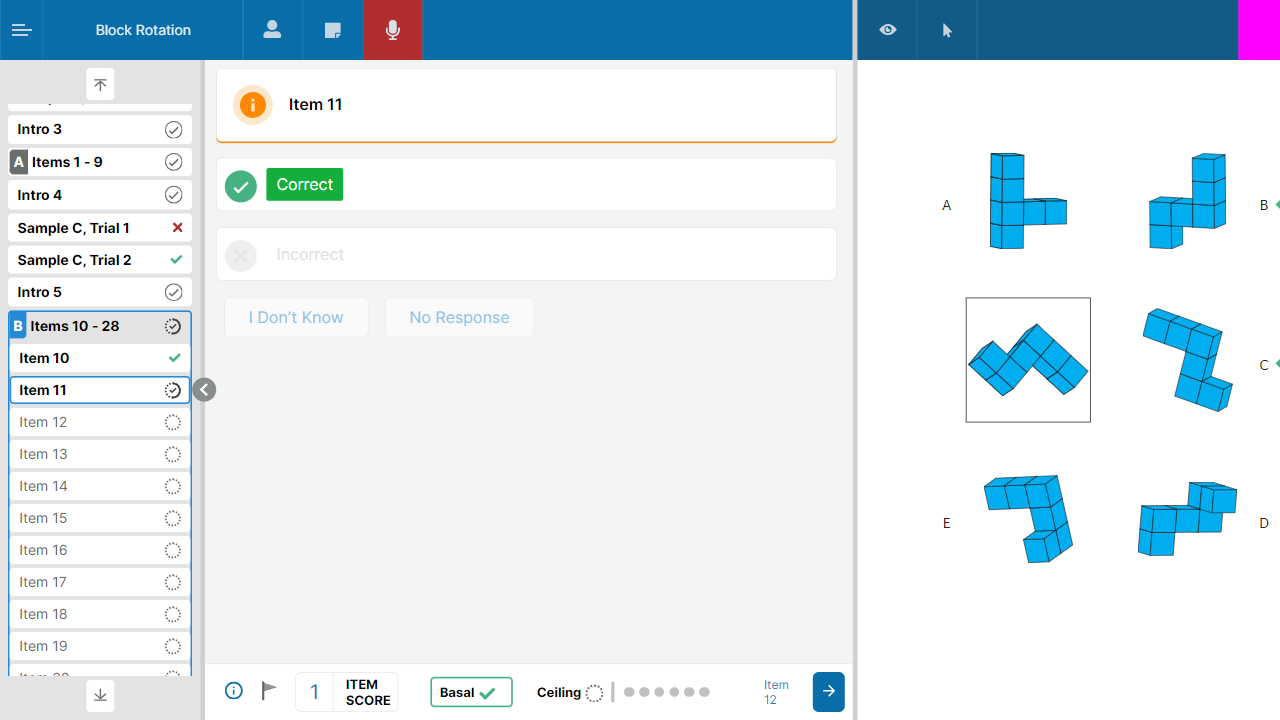 Block Rotation
Intro 3
A Items 1 - 9
Intro 4
Sample C, Trial 1
Sample C, Trial 2
Intro 5
B Items 10 - 28
Item 10
Item 11
Item 12
Item 13
Item 14
Item 15
Item 16
Item 17
Item 18
Item 19
Item 11
Correct
Incorrect
I Don't Know
No Response
1
ITEM
SCORE
Basal
Ceiling
Item
12
A
B
C
E
D